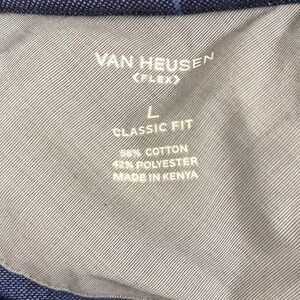 VAN HEUSEN
<FLEX>
L
CLASSIC FIT
58% COTTON
42% POLYESTER
MADE IN KENYA